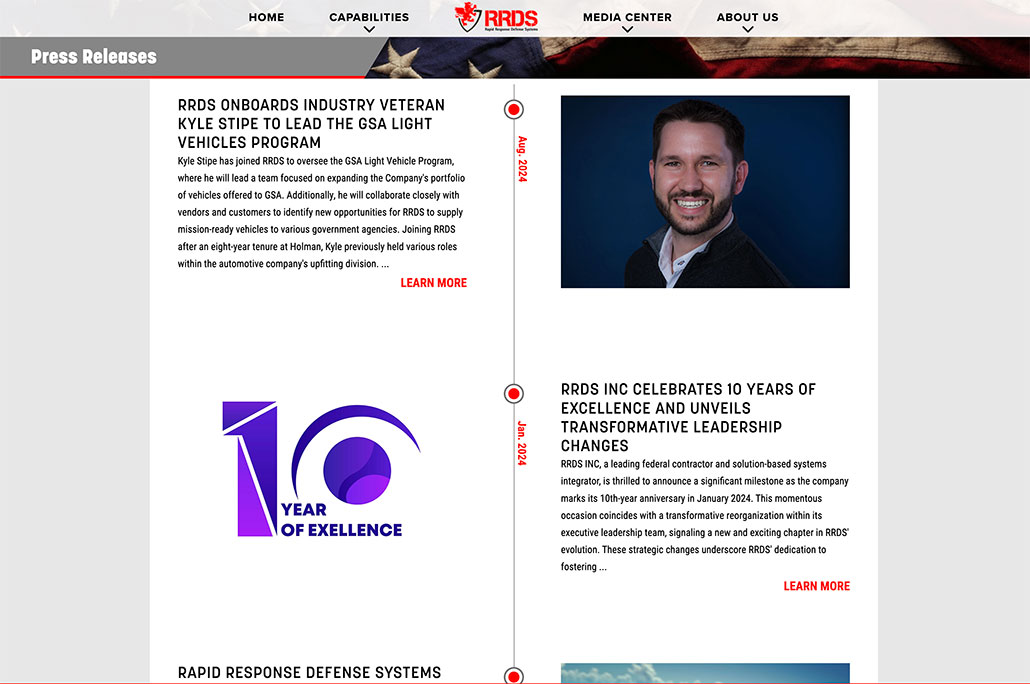 HOME
CAPABILITIES
RRDS
Rapid Response Defense Systems
MEDIA CENTER
ABOUT US
Press Releases
RRDS ONBOARDS INDUSTRY VETERAN
KYLE STIPE TO LEAD THE GSA LIGHT
VEHICLES PROGRAM
Kyle Stipe has joined RRDS to oversee the GSA Light Vehicle Program,
where he will lead a team focused on expanding the Company's portfolio
of vehicles offered to GSA. Additionally, he will collaborate closely with
vendors and customers to identify new opportunities for RRDS to supply
mission-ready vehicles to various government agencies. Joining RRDS
after an eight-year tenure at Holman, Kyle previously held various roles
within the automotive company's upfitting division. ...
LEARN MORE
Aug. 2024
10
YEAR
OF EXELLENCE
Jan. 2024
RRDS INC CELEBRATES 10 YEARS OF
EXCELLENCE AND UNVEILS
TRANSFORMATIVE LEADERSHIP
CHANGES
RRDS INC, a leading federal contractor and solution-based systems
integrator, is thrilled to announce a significant milestone as the company
marks its 10th-year anniversary in January 2024. This momentous
occasion coincides with a transformative reorganization within its
executive leadership team, signaling a new and exciting chapter in RRDS'
evolution. These strategic changes underscore RRDS' dedication to
fostering ...
LEARN MORE
RAPID RESPONSE DEFENSE SYSTEMS